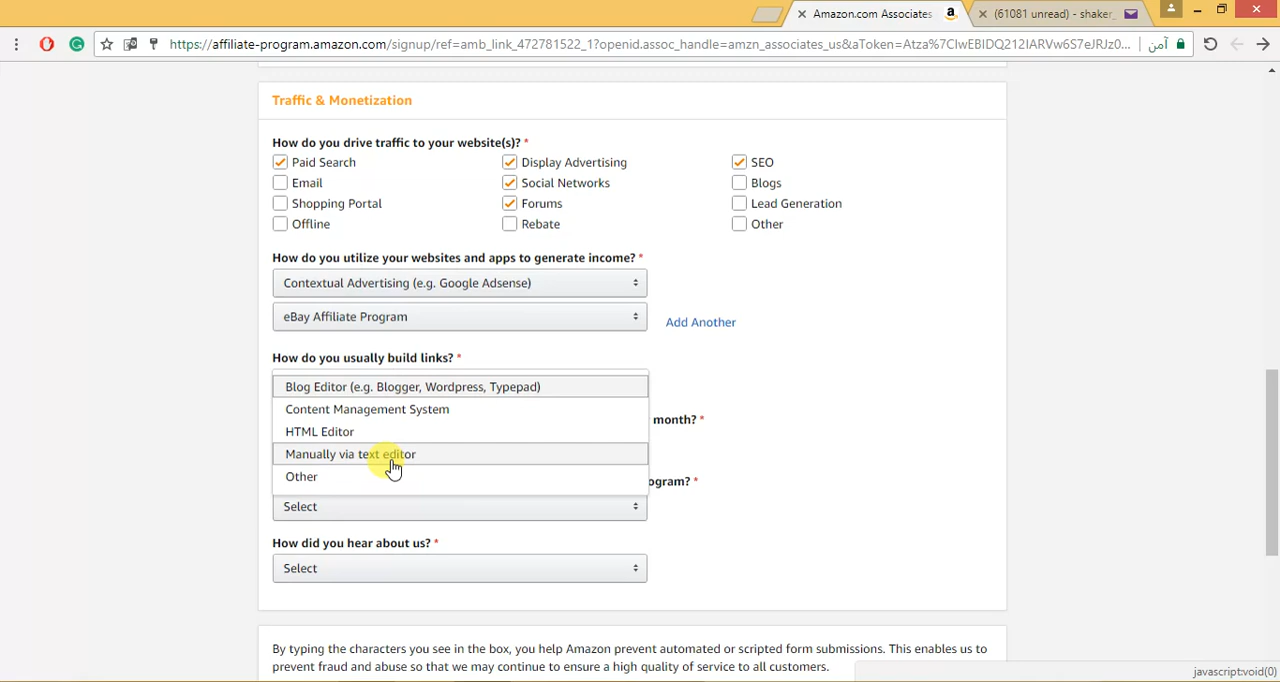 Amazon.com Associates
(61081 unread) - shaker_
https://affiliate-program.amazon.com/signup/ref=amb_link_472781522_1?openid.assoc_handle=amzn_associates_us&aToken=Atza%7CIwEBIDQ212IARVw6S7eJRJz0... آمن
Traffic & Monetization
How do you drive traffic to your website(s)? *
Paid Search Display Advertising SEO
Email Social Networks Blogs
Shopping Portal Forums Lead Generation
Offline Rebate Other
How do you utilize your websites and apps to generate income? *
Contextual Advertising (e.g. Google Adsense)
eBay Affiliate Program Add Another
How do you usually build links? *
Blog Editor (e.g. Blogger, Wordpress, Typepad)
Content Management System
month? *
HTML Editor
Manually via text editor
Other
ogram? *
Select
How did you hear about us? *
Select
By typing the characters you see in the box, you help Amazon prevent automated or scripted form submissions. This enables us to
prevent fraud and abuse so that we may continue to ensure a high quality of service to all customers.
javascript:void(0)